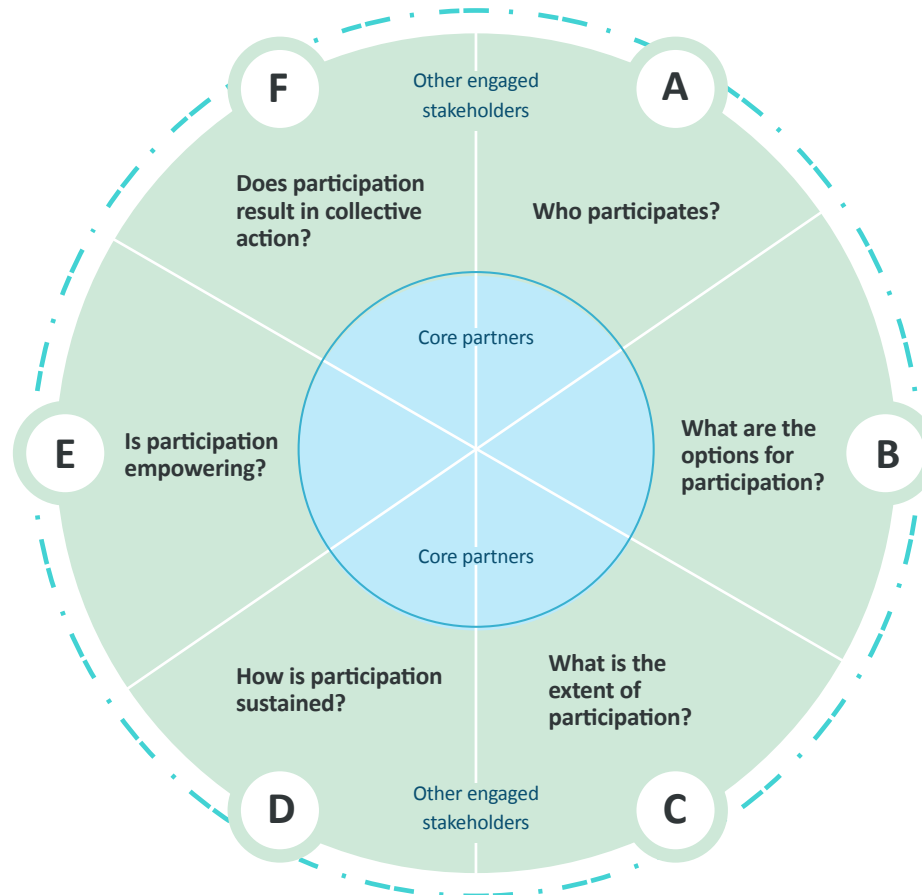 F
Other engaged
stakeholders
A
Does participation
result in collective
action?
Who participates?
Core partners
E
Is participation
empowering?
What are the
options for
participation?
B
Core partners
How is participation
sustained?
What is the
extent of
participation?
D
Other engaged
stakeholders
C